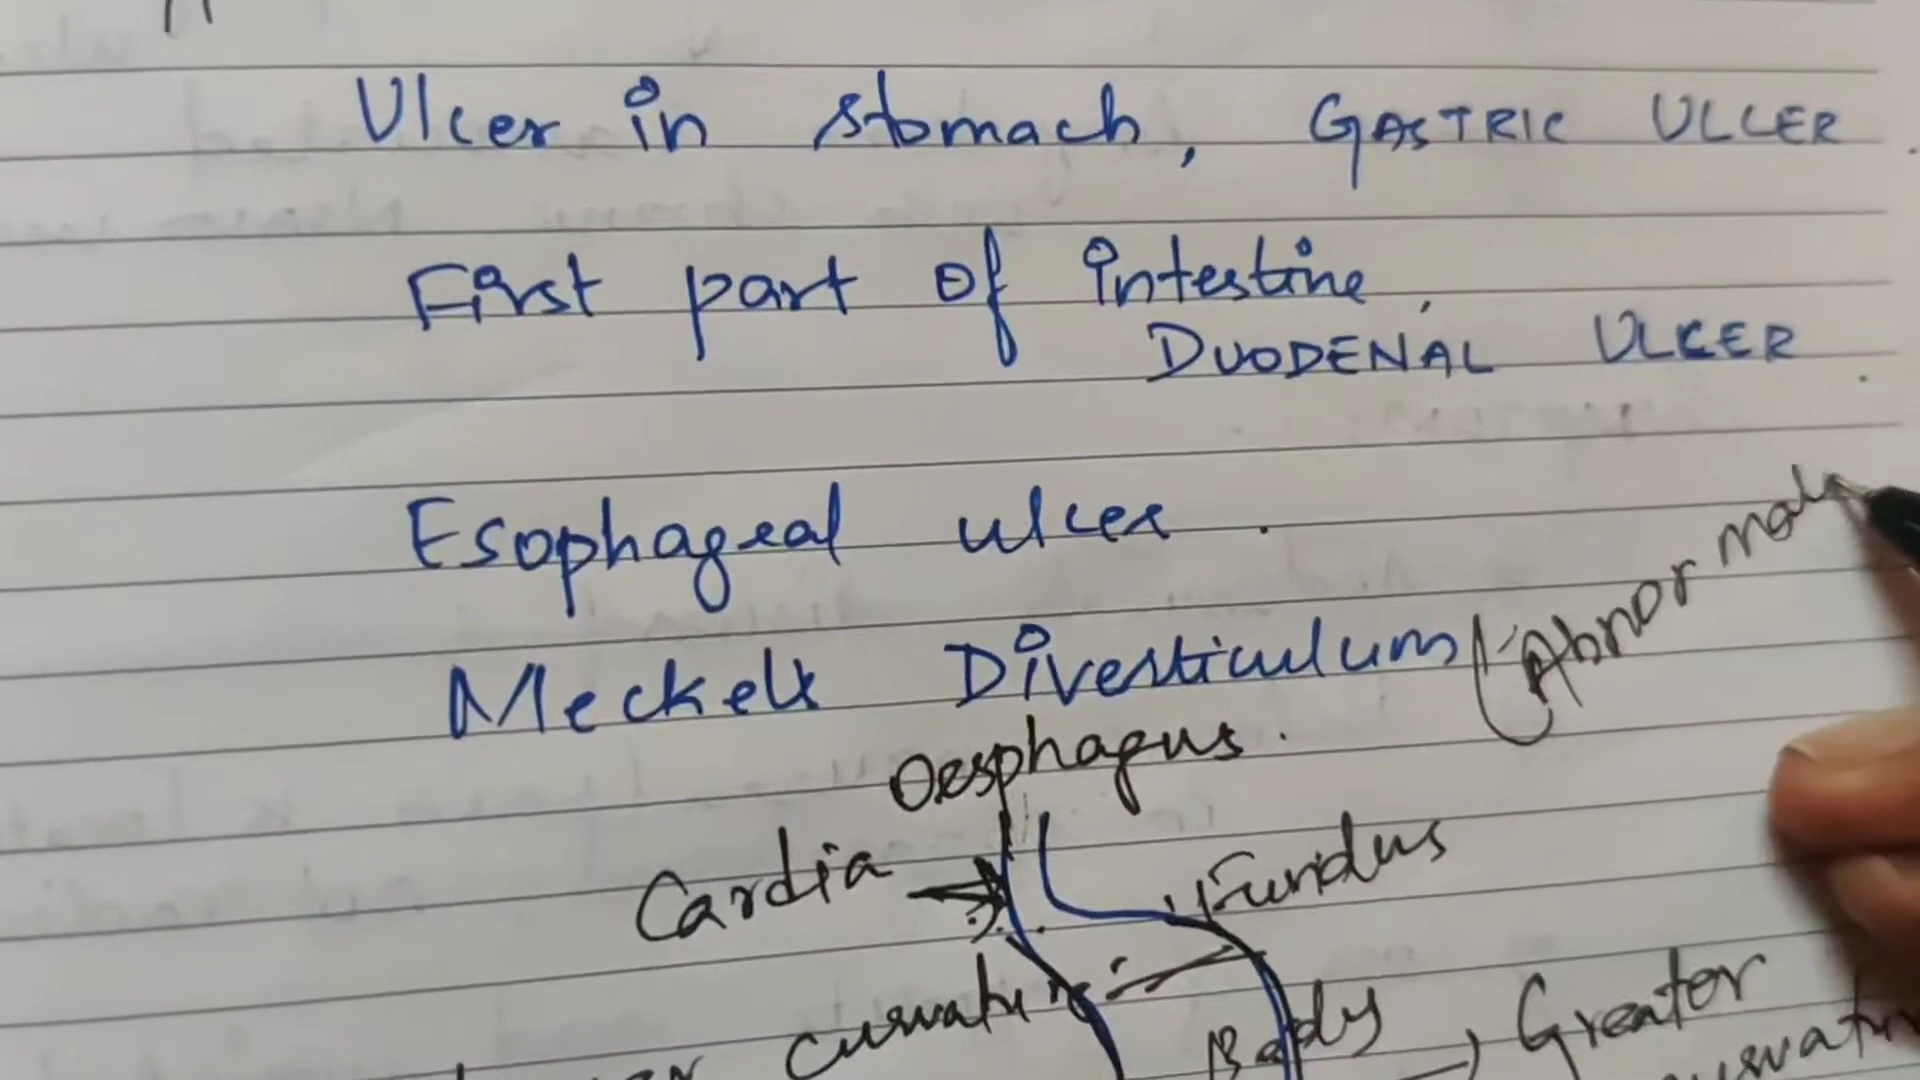 Ulcer in stomach, GASTRIC ULCER
First part of intestine,
DUODENAL ULCER
Esophageal ulcer.
Meckels Diverticulum (Abnormal
Oesphagus.
Cardia
Fundus
curvature
Body
Greater
curvature